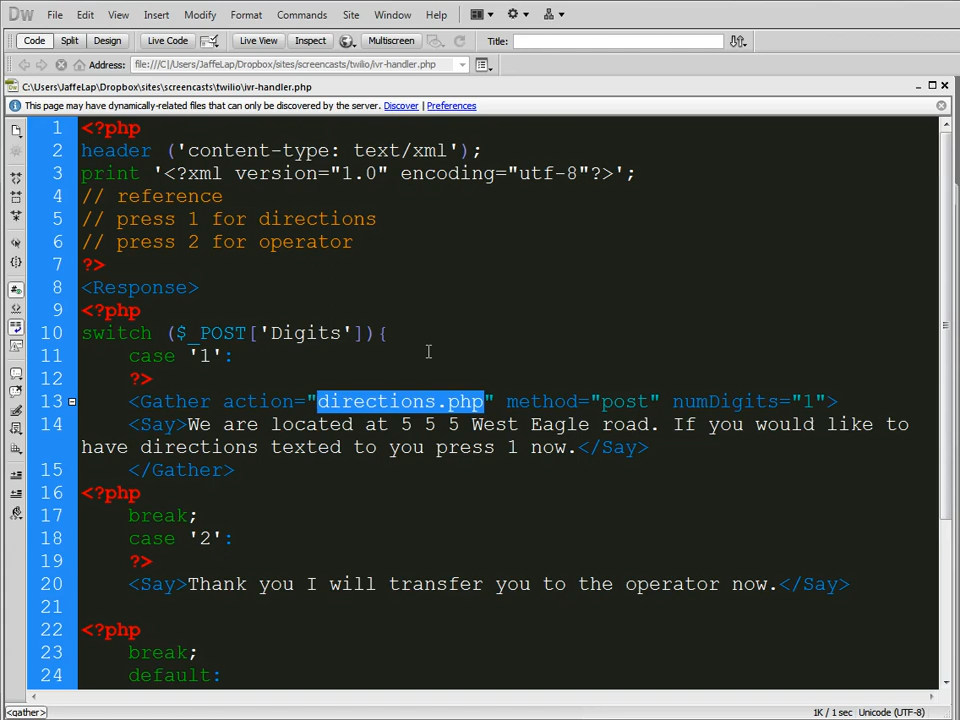 Dw File Edit View Insert Modify Format Commands Site Window Help
Code Split Design Live Code Live View Inspect Multiscreen Title:
Address: file:///C|/Users/JaffeLap/Dropbox/sites/screencasts/twilio/ivr-handler.php
C:\Users\JaffeLap\Dropbox\sites\screencasts\twilio\ivr-handler.php
This page may have dynamically-related files that can only be discovered by the server. Discover | Preferences
1 <?php
2 header ('content-type: text/xml');
3 print '<?xml version="1.0" encoding="utf-8"?>';
4 // reference
5 // press 1 for directions
6 // press 2 for operator
7 ?>
8 <Response>
9 <?php
10 switch ($_POST['Digits']){
11 case '1':
12 ?>
13 <Gather action="directions.php" method="post" numDigits="1">
14 <Say>We are located at 5 5 5 West Eagle road. If you would like to
have directions texted to you press 1 now.</Say>
15 </Gather>
16 <?php
17 break;
18 case '2':
19 ?>
20 <Say>Thank you I will transfer you to the operator now.</Say>
21
22 <?php
23 break;
24 default:
<gather> 1K / 1 sec Unicode (UTF-8)